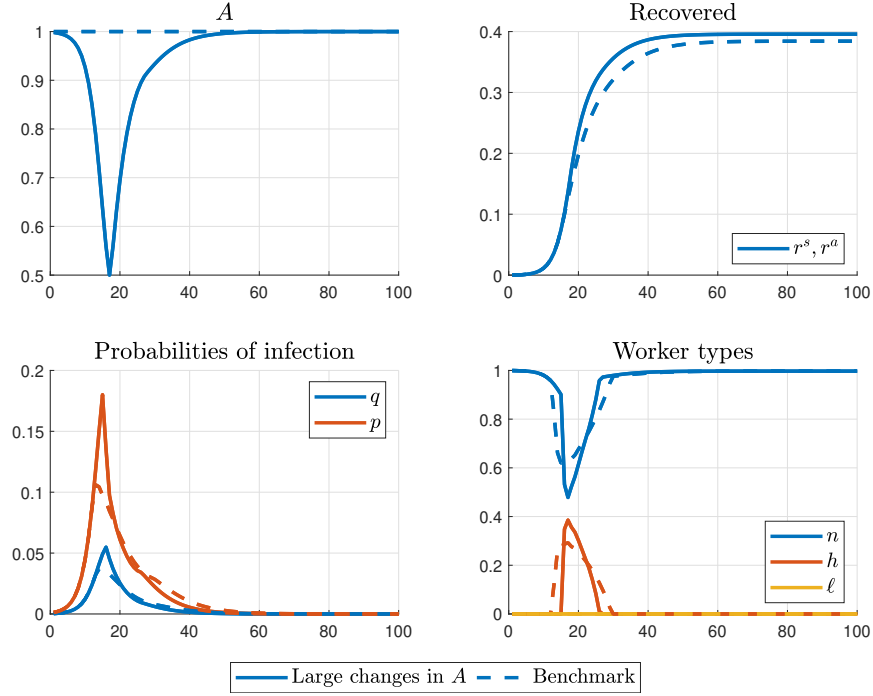 A
1
0.9
0.8
0.7
0.6
0.5
0 20 40 60 80 100
Recovered
0.4
0.3
0.2
0.1
0
0 20 40 60 80 100
r^s, r^a
Probabilities of infection
0.2
0.15
0.1
0.05
0
0 20 40 60 80 100
q
p
Worker types
1
0.8
0.6
0.4
0.2
0
0 20 40 60 80 100
n
h
ℓ
Large changes in A Benchmark